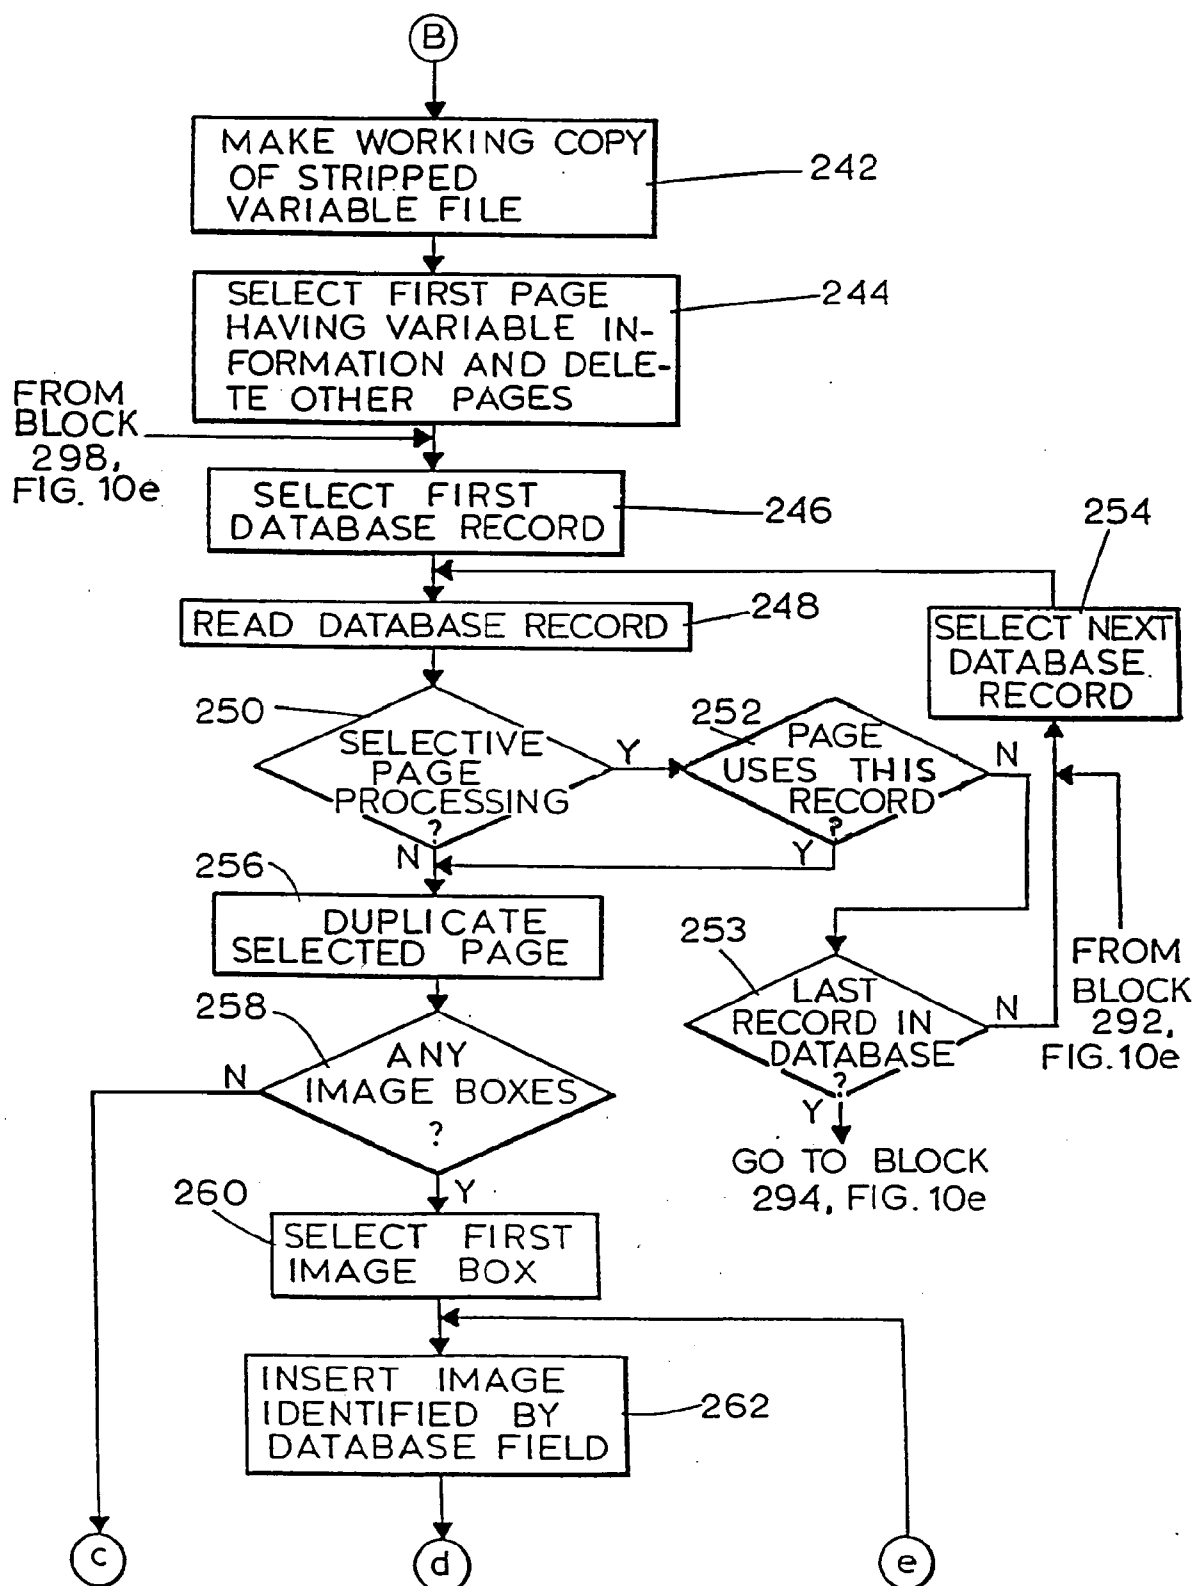 B
MAKE WORKING COPY
OF STRIPPED
VARIABLE FILE
242
SELECT FIRST PAGE
HAVING VARIABLE IN-
FORMATION AND DELE-
TE OTHER PAGES
244
FROM
BLOCK
298,
FIG. 10e
SELECT FIRST
DATABASE RECORD
246
254
READ DATABASE RECORD
248
SELECT NEXT
DATABASE.
RECORD
250
SELECTIVE
PAGE
PROCESSING
?
Y
N
252
PAGE
USES THIS
RECORD
?
N
Y
256
DUPLICATE
SELECTED PAGE
253
LAST
RECORD IN
DATABASE
?
N
Y
FROM
BLOCK
292,
FIG. 10e
GO TO BLOCK
294, FIG. 10e
258
ANY
IMAGE BOXES
?
N
Y
260
SELECT FIRST
IMAGE BOX
INSERT IMAGE
IDENTIFIED BY
DATABASE FIELD
262
c
d
e